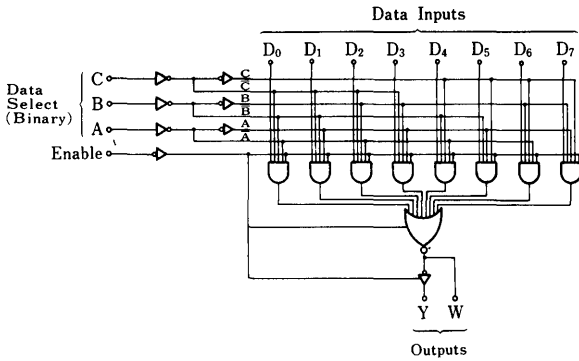 Data Inputs
D0 D1 D2 D3 D4 D5 D6 D7
Data
Select
(Binary)
C
C
C
B
B
B
A
A
A
Enable
Y W
Outputs